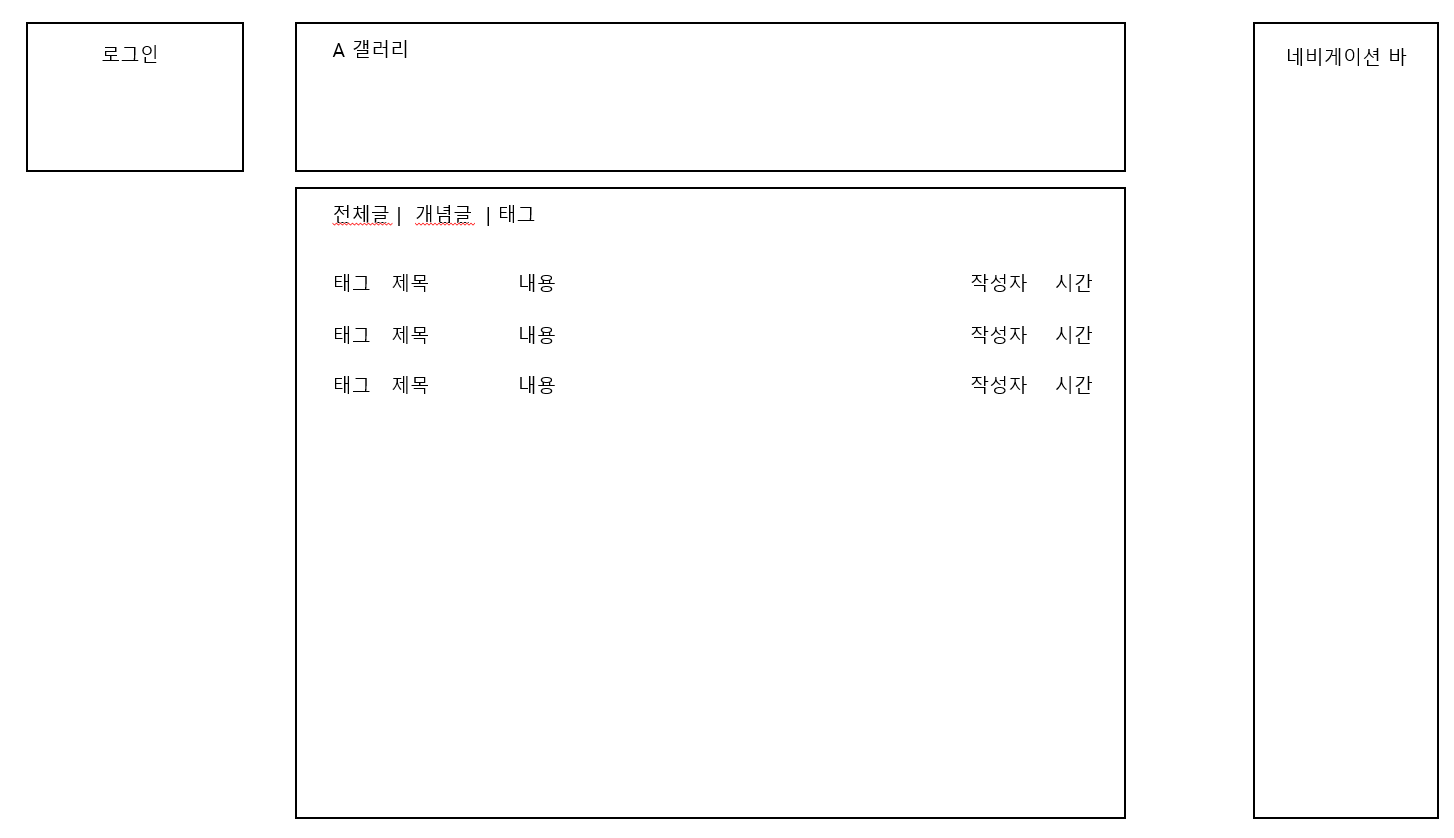 로그인
A 갤러리
전체글 | 개념글 | 태그
태그 제목 내용 작성자 시간
태그 제목 내용 작성자 시간
태그 제목 내용 작성자 시간
네비게이션 바